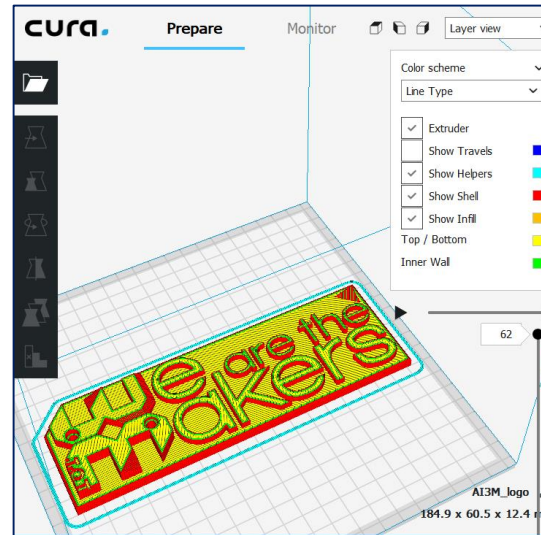 cura.
Prepare
Monitor
Layer view
Color scheme
Line Type
Extruder
Show Travels
Show Helpers
Show Shell
Show Infill
Top / Bottom
Inner Wall
62
We are the
makers
AI3M_logo
184.9 x 60.5 x 12.4 m